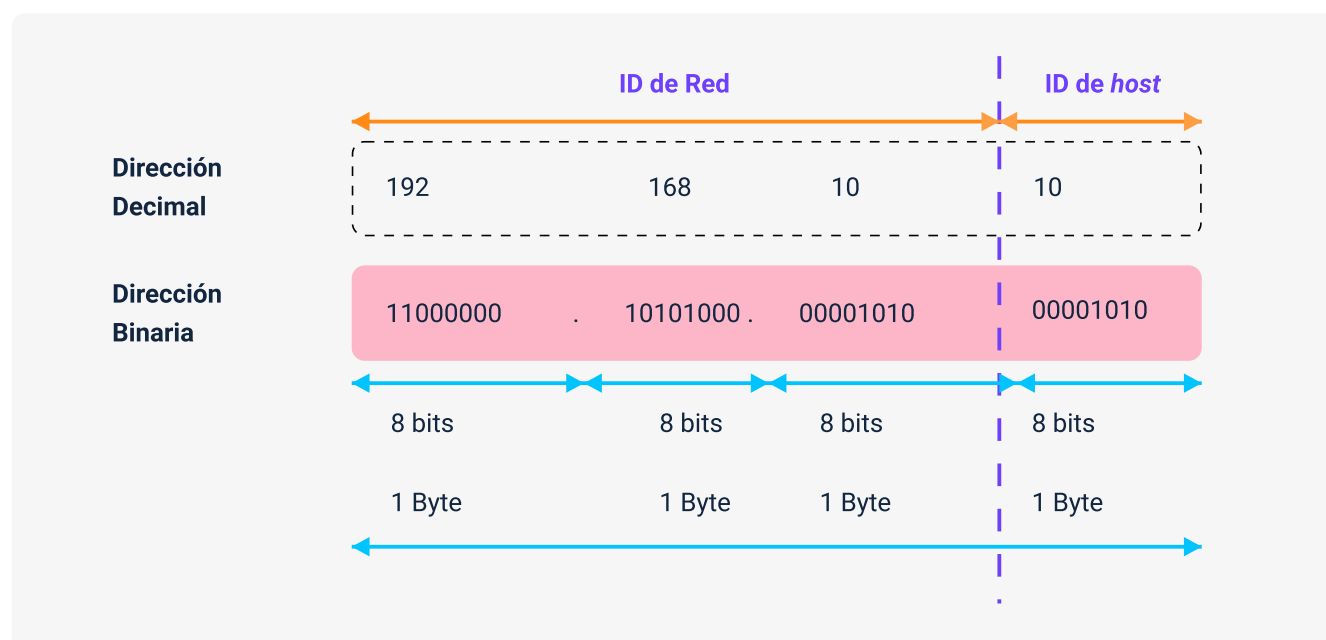 ID de Red ID de host
Dirección
Decimal
192 168 10 10
Dirección
Binaria
11000000 . 10101000 . 00001010 00001010
8 bits 8 bits 8 bits 8 bits
1 Byte 1 Byte 1 Byte 1 Byte